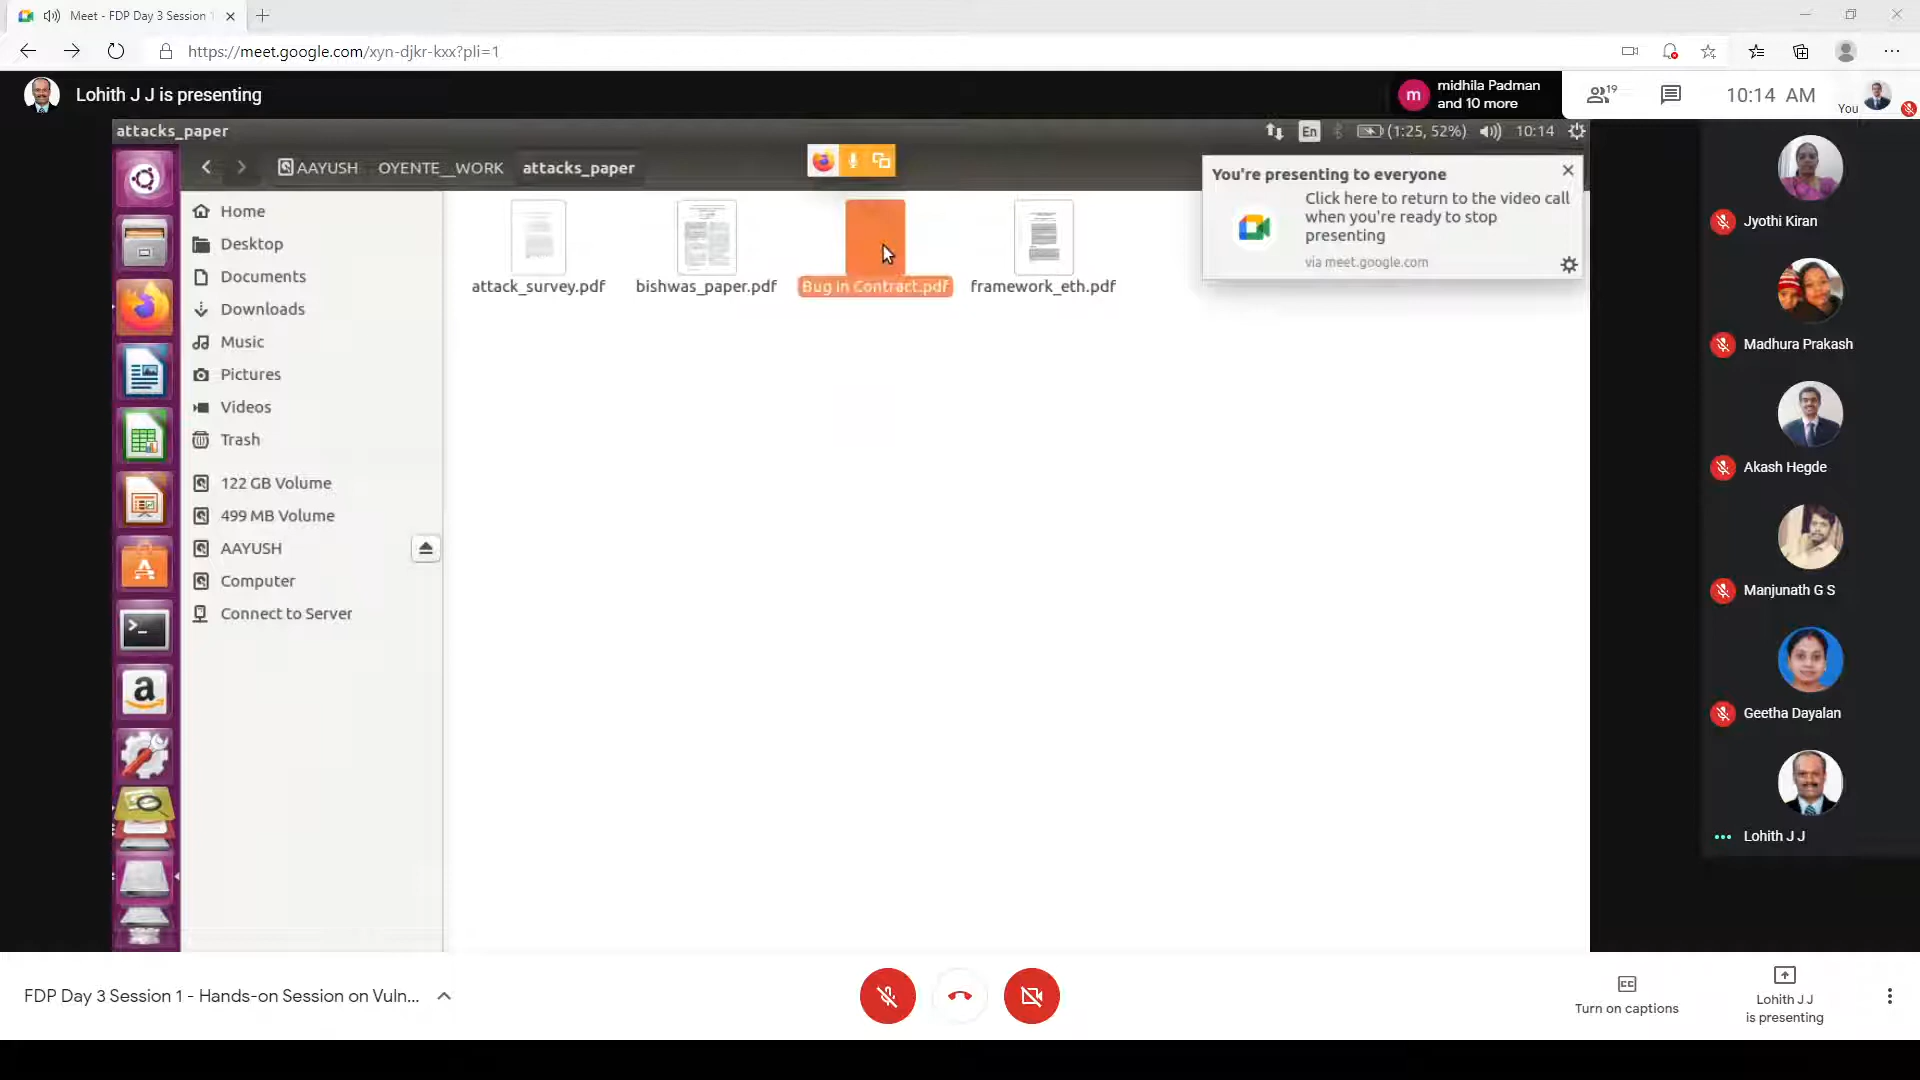 Meet - FDP Day 3 Session 1
https://meet.google.com/xyn-djkr-kxx?pli=1
Lohith J J is presenting
m
midhila Padman
and 10 more
19
10:14 AM
You
attacks_paper
En
(1:25, 52%)
10:14
AAYUSH
OYENTE__WORK
attacks_paper
You're presenting to everyone
Click here to return to the video call
when you're ready to stop
presenting
via meet.google.com
Home
Desktop
Documents
Downloads
Music
Pictures
Videos
Trash
122 GB Volume
499 MB Volume
AAYUSH
Computer
Connect to Server
attack_survey.pdf
bishwas_paper.pdf
Bug in Contract.pdf
framework_eth.pdf
Jyothi Kiran
Madhura Prakash
Akash Hegde
Manjunath G S
Geetha Dayalan
Lohith J J
FDP Day 3 Session 1 - Hands-on Session on Vuln...
Turn on captions
Lohith J J
is presenting